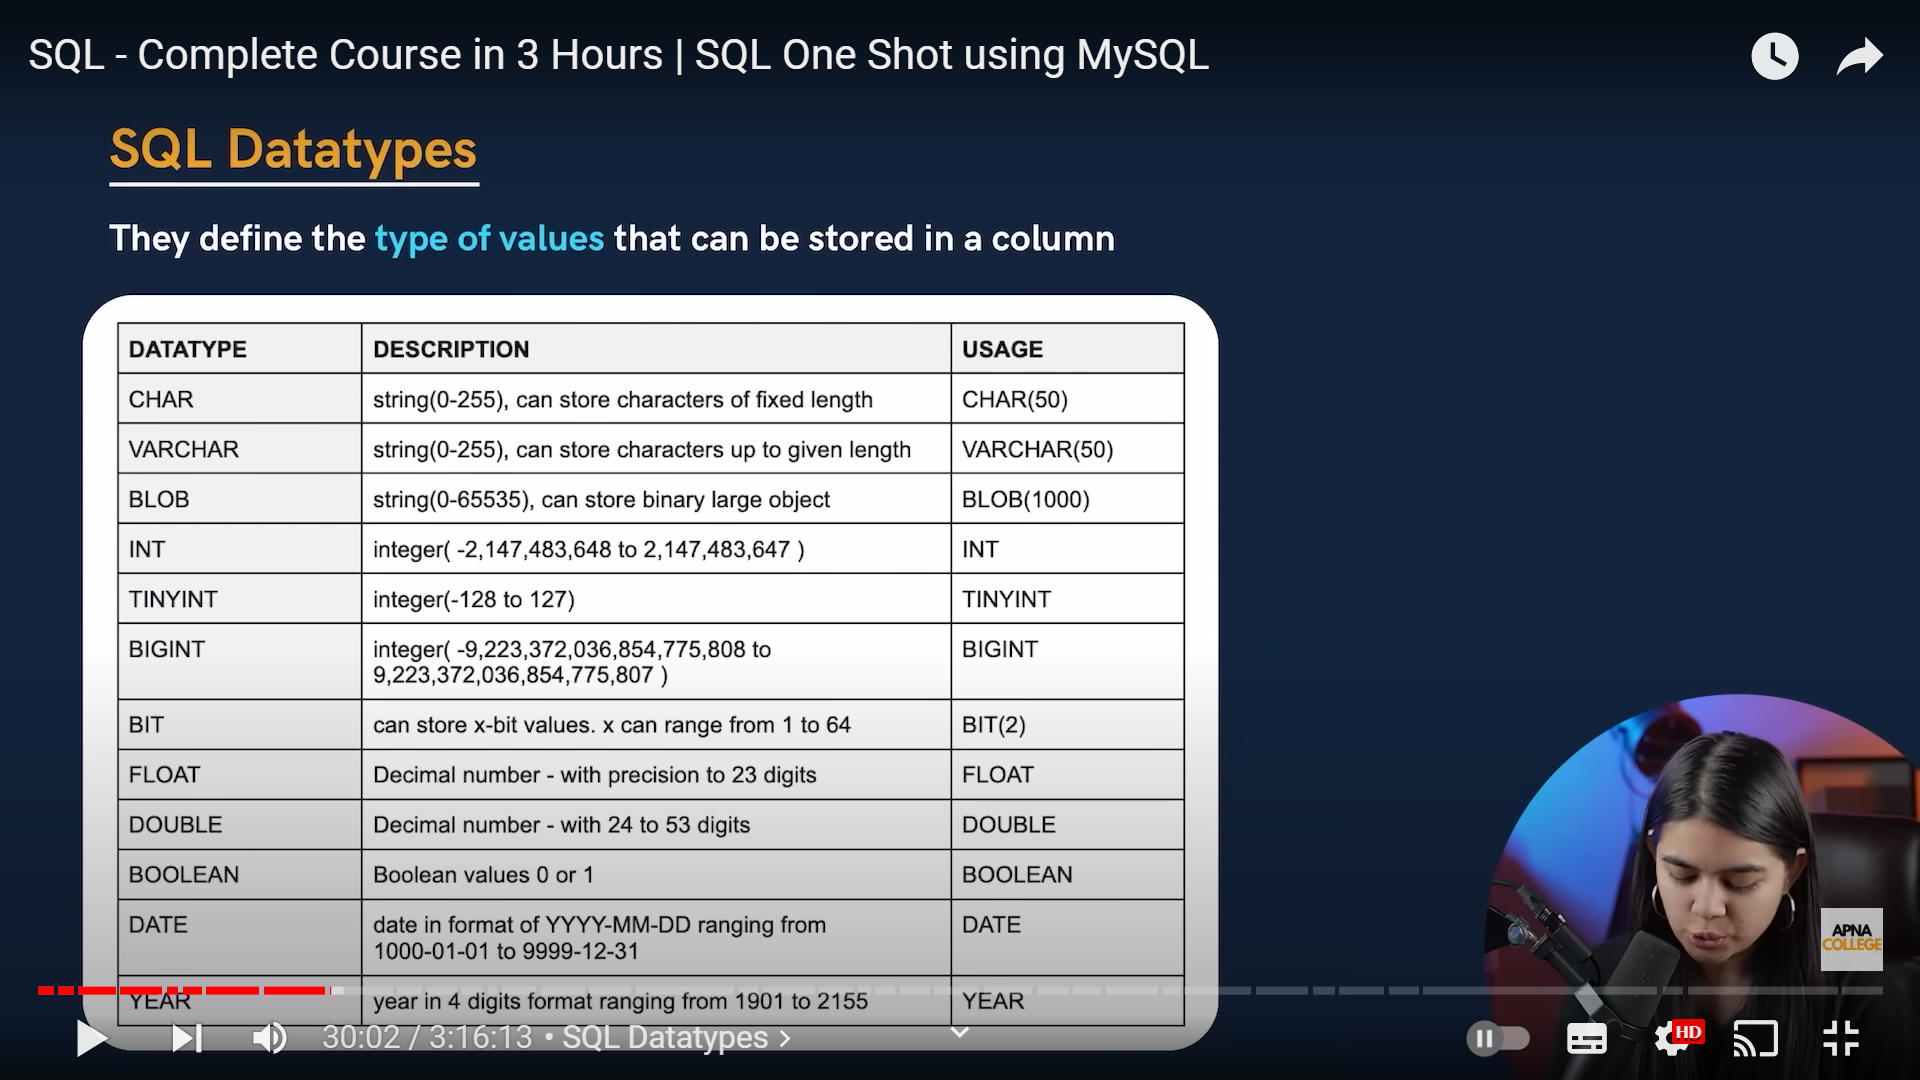 SQL - Complete Course in 3 Hours | SQL One Shot using MySQL
SQL Datatypes
They define the type of values that can be stored in a column
DATATYPE DESCRIPTION USAGE
CHAR string(0-255), can store characters of fixed length CHAR(50)
VARCHAR string(0-255), can store characters up to given length VARCHAR(50)
BLOB string(0-65535), can store binary large object BLOB(1000)
INT integer( -2,147,483,648 to 2,147,483,647 ) INT
TINYINT integer(-128 to 127) TINYINT
BIGINT integer( -9,223,372,036,854,775,808 to BIGINT
9,223,372,036,854,775,807 )
BIT can store x-bit values. x can range from 1 to 64 BIT(2)
FLOAT Decimal number - with precision to 23 digits FLOAT
DOUBLE Decimal number - with 24 to 53 digits DOUBLE
BOOLEAN Boolean values 0 or 1 BOOLEAN
DATE date in format of YYYY-MM-DD ranging from DATE
1000-01-01 to 9999-12-31
YEAR year in 4 digits format ranging from 1901 to 2155 YEAR
APNA
COLLEGE
30:02 / 3:16:13 • SQL Datatypes >
HD